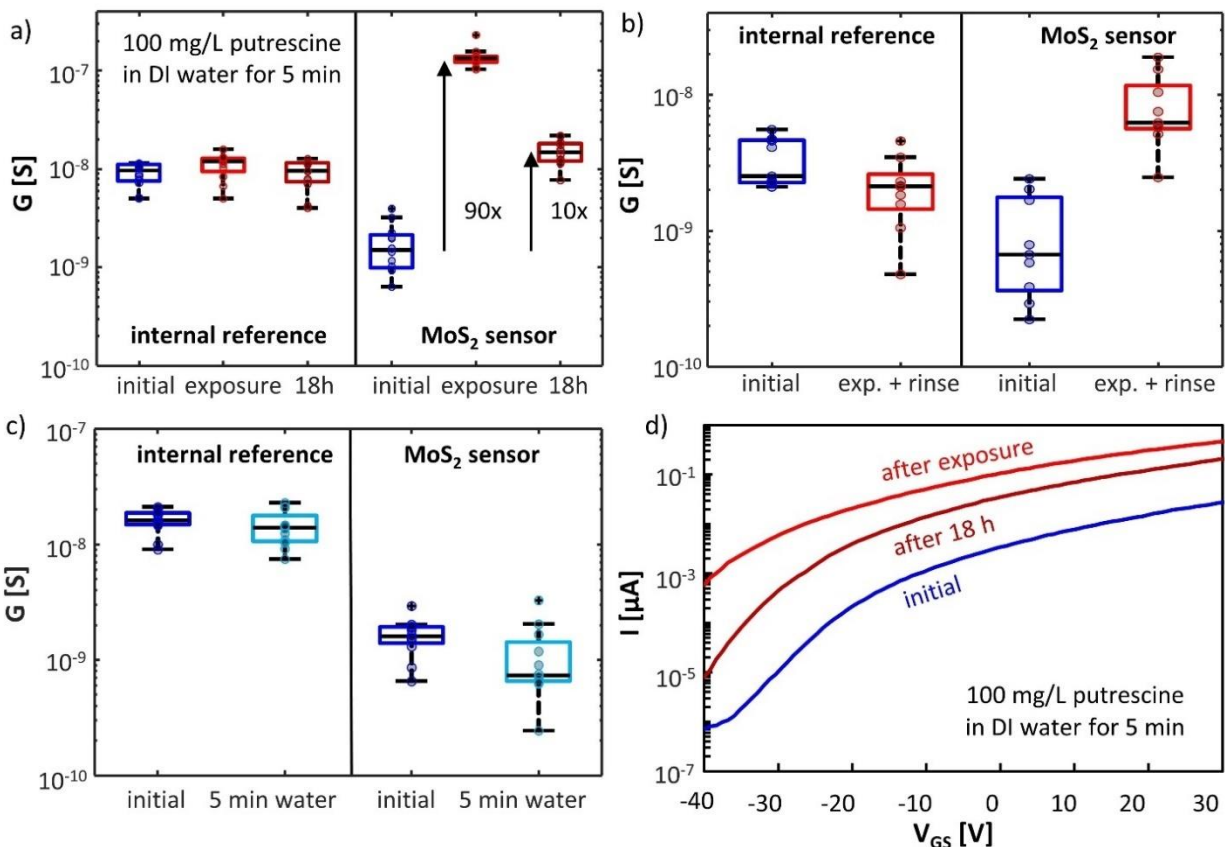 a)
100 mg/L putrescine
in DI water for 5 min
90x
10x
internal reference
MoS₂ sensor
G [S]
10⁻⁷
10⁻⁸
10⁻⁹
10⁻¹⁰
initial exposure 18h
initial exposure 18h
b)
internal reference
MoS₂ sensor
G [S]
10⁻⁸
10⁻⁹
10⁻¹⁰
initial
exp. + rinse
initial
exp. + rinse
c)
internal reference
MoS₂ sensor
G [S]
10⁻⁷
10⁻⁸
10⁻⁹
10⁻¹⁰
initial
5 min water
initial
5 min water
d)
after exposure
after 18 h
initial
100 mg/L putrescine
in DI water for 5 min
I [µA]
10⁻¹
10⁻³
10⁻⁵
10⁻⁷
-40 -30 -20 -10 0 10 20 30
V_GS [V]